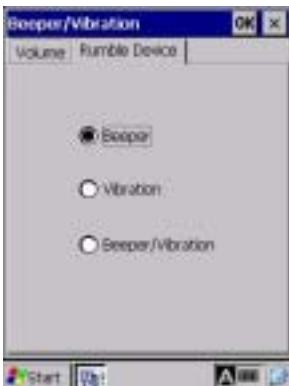 Beeper/Vibration OK ×
Volume Rumble Device
Beeper
Vibration
Beeper/Vibration
Start A